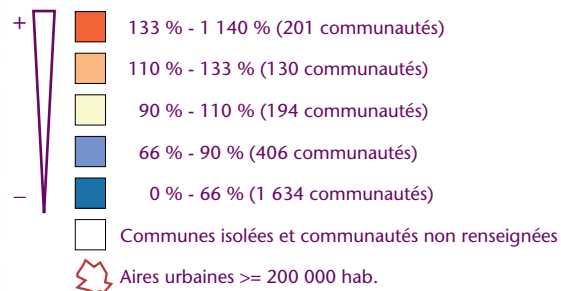 +
133 % - 1 140 % (201 communautés)
110 % - 133 % (130 communautés)
90 % - 110 % (194 communautés)
66 % - 90 % (406 communautés)
0 % - 66 % (1 634 communautés)
–
Communes isolées et communautés non renseignées
Aires urbaines >= 200 000 hab.